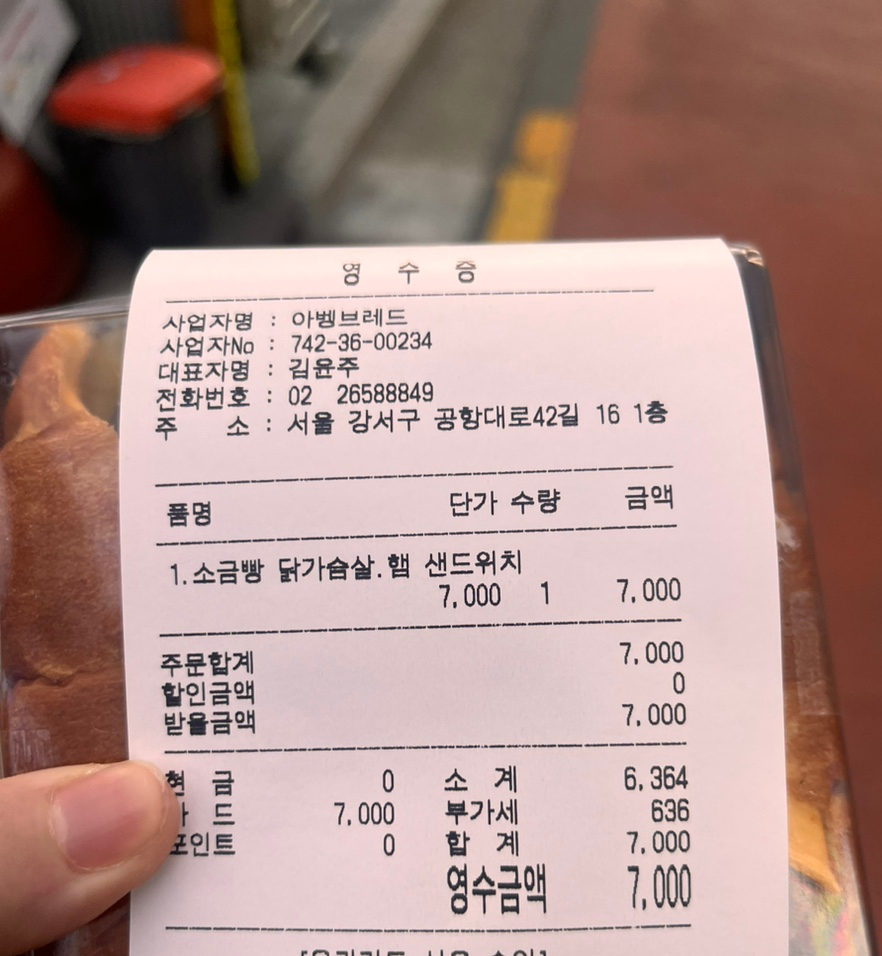 영 수 증
사업자명 : 아벵브레드
사업자No : 742-36-00234
대표자명 : 김윤주
전화번호 : 02 26588849
주 소 : 서울 강서구 공항대로42길 16 1층
품명 단가 수량 금액
1.소금빵 닭가슴살.햄 샌드위치
7,000 1 7,000
주문합계 7,000
할인금액 0
받을금액 7,000
현 금 0 소 계 6,364
드 7,000 부가세 636
포인트 0 합 계 7,000
영수금액 7,000